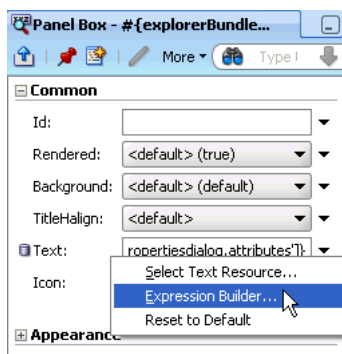 Panel Box - #{explorerBundle...
More
Type
Common
Id:
Rendered: <default> (true)
Background: <default> (default)
TitleHalign: <default>
Text: ropertiesdialog.attributes']}
Select Text Resource...
Icon:
Expression Builder...
Reset to Default
Appearance